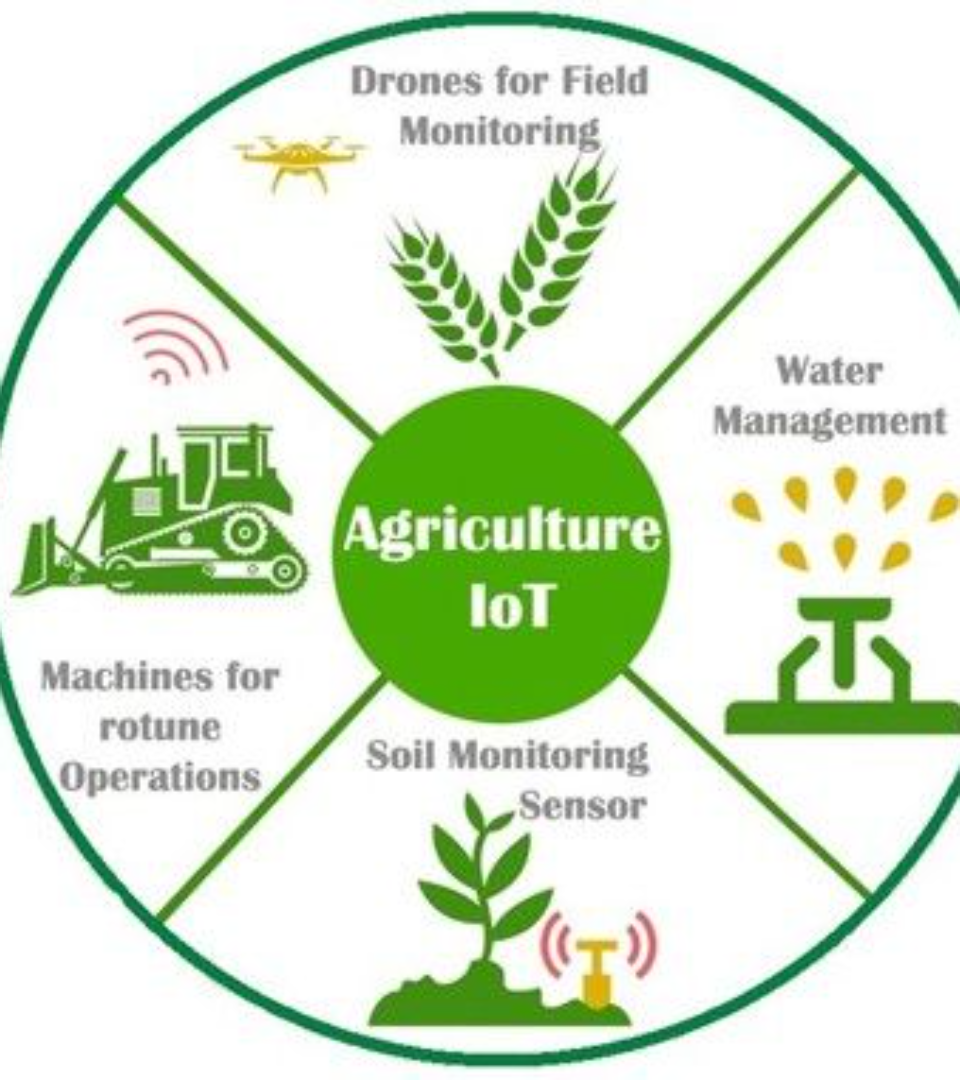 Drones for Field
Monitoring
Water
Management
Agriculture
IoT
Machines for
rotune
Operations
Soil Monitoring
Sensor